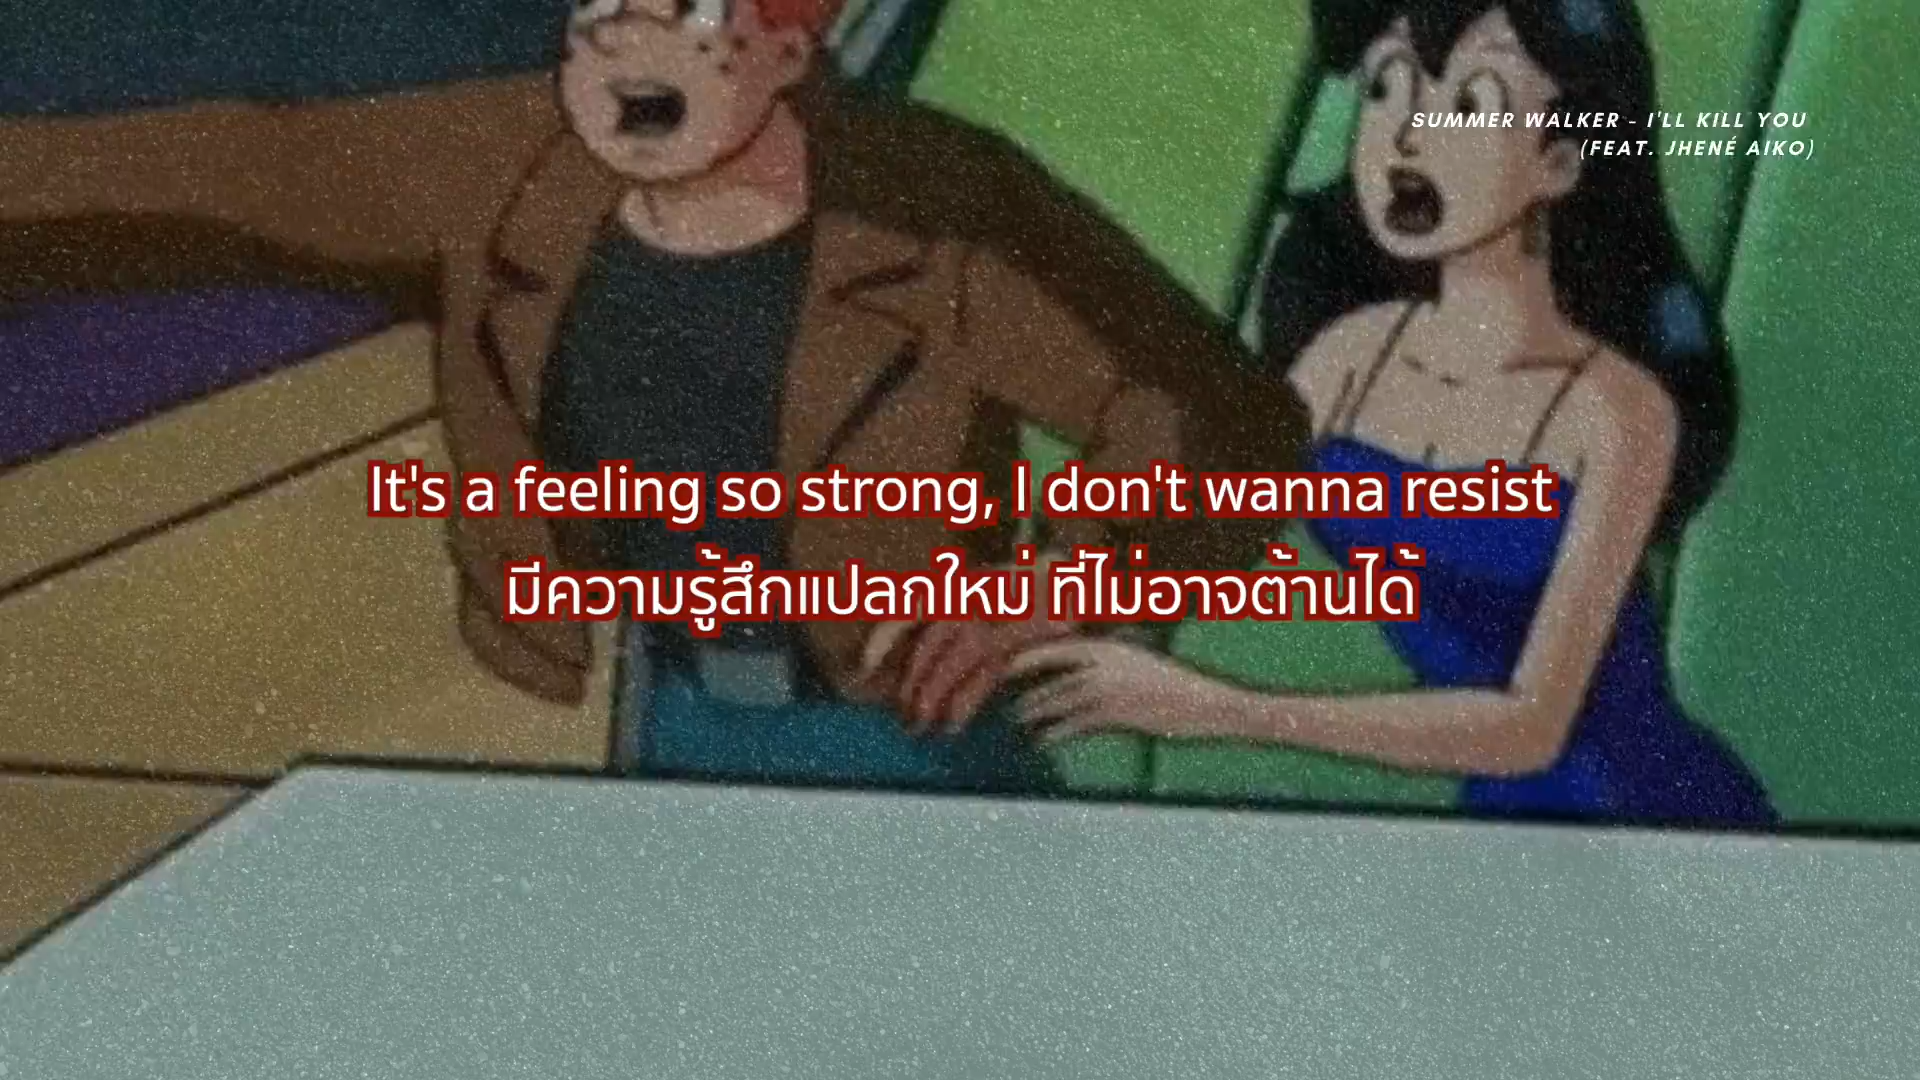 SUMMER WALKER - I'LL KILL YOU
(FEAT. JHENÉ AIKO)
It's a feeling so strong, I don't wanna resist
มีความรู้สึกแปลกใหม่ ที่ไม่อาจต้านได้